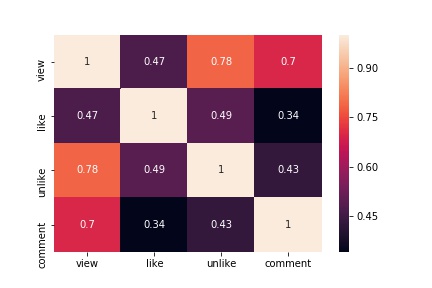 view 1 0.47 0.78 0.7
like 0.47 1 0.49 0.34
unlike 0.78 0.49 1 0.43
comment 0.7 0.34 0.43 1
view like unlike comment
0.90
0.75
0.60
0.45